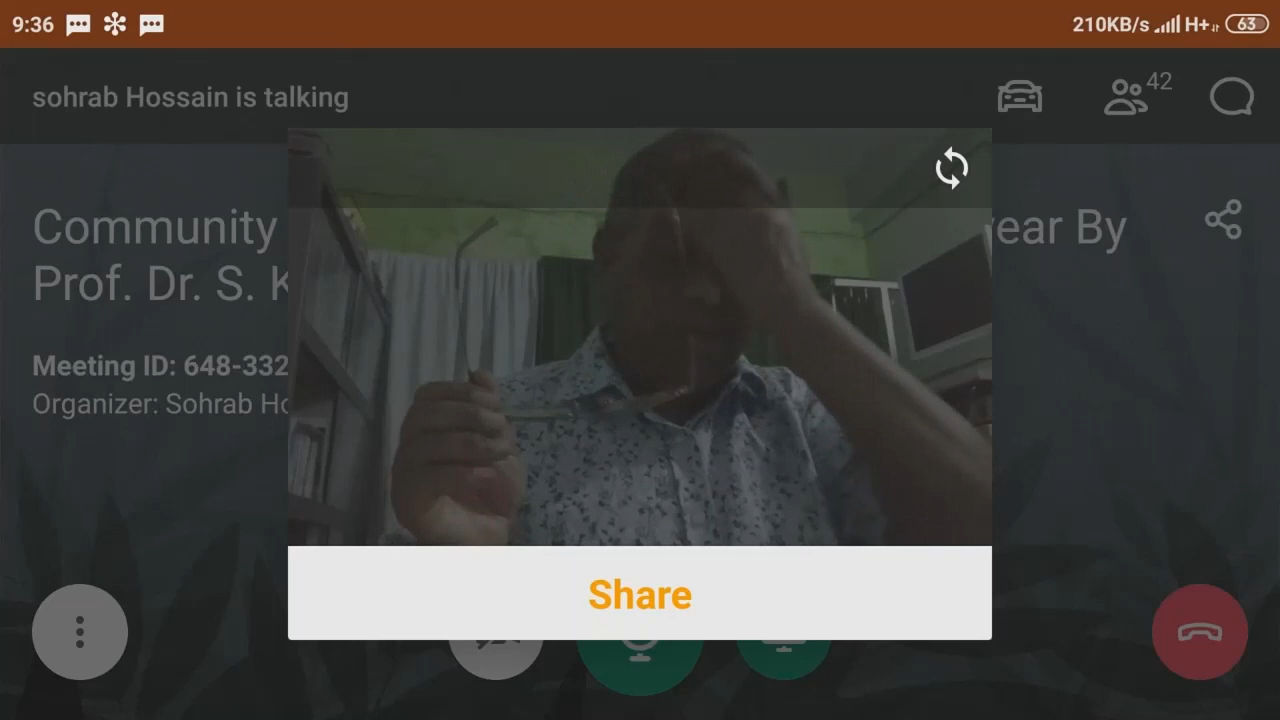 9:36
210KB/s H+ 63
sohrab Hossain is talking
42
Community
ear By
Prof. Dr. S. K
Meeting ID: 648-332
Organizer: Sohrab Ho
Share